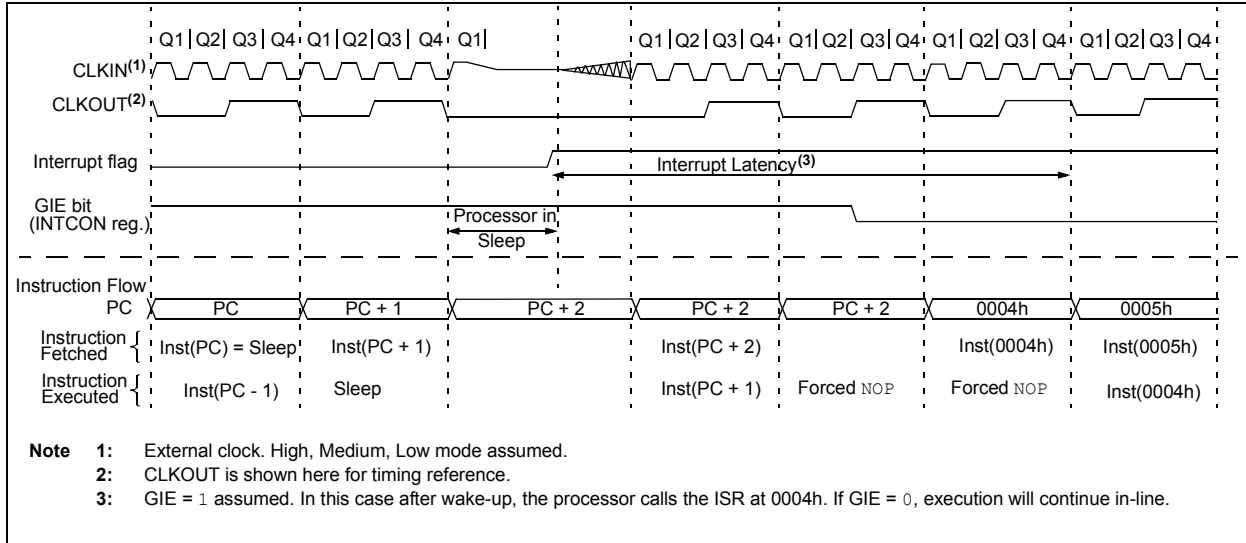 Q1| Q2| Q3| Q4 Q1| Q2| Q3| Q4 Q1| Q1| Q2| Q3| Q4 Q1| Q2| Q3| Q4 Q1| Q2| Q3| Q4 Q1| Q2| Q3| Q4
CLKIN(1)
CLKOUT(2)
Interrupt flag
Interrupt Latency(3)
GIE bit
(INTCON reg.)
Processor in
Sleep
Instruction Flow
PC PC PC + 1 PC + 2 PC + 2 PC + 2 0004h 0005h
Instruction
Fetched { Inst(PC) = Sleep Inst(PC + 1) Inst(PC + 2) Inst(0004h) Inst(0005h)
Instruction
Executed { Inst(PC - 1) Sleep Inst(PC + 1) Forced NOP Forced NOP Inst(0004h)
Note 1: External clock. High, Medium, Low mode assumed.
2: CLKOUT is shown here for timing reference.
3: GIE = 1 assumed. In this case after wake-up, the processor calls the ISR at 0004h. If GIE = 0, execution will continue in-line.